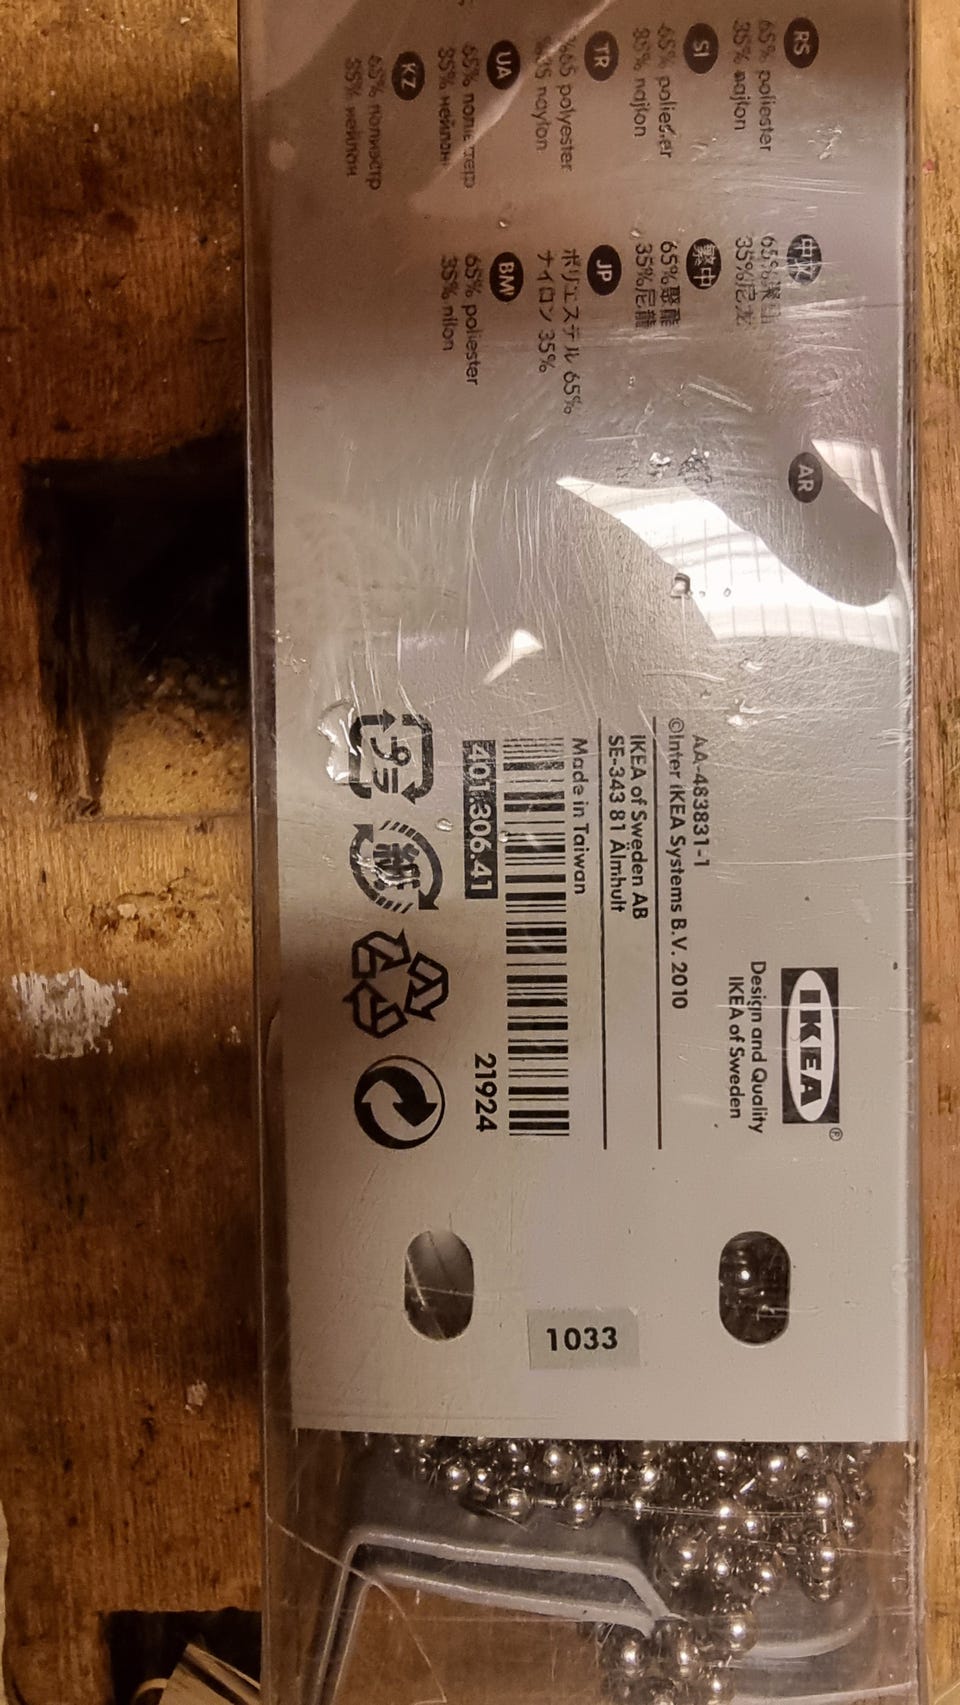 RS
65% poliester
35% najlon
SI
65% poliester
35% najlon
TR
%65 polyester
%35 naylon
UA
65% поліестер
35% нейлон
KZ
65% полиэстр
35% нейлон
中文
65%聚酯
35%尼龙
繁中
65%聚酯
35%尼龍
JP
ポリエステル 65%
ナイロン 35%
BM
65% poliester
35% nilon
AR
IKEA®
Design and Quality
IKEA of Sweden
AA-483831-1
©Inter IKEA Systems B.V. 2010
IKEA of Sweden AB
SE-343 81 Älmhult
Made in Taiwan
401.306.41
21924
プラ
紙
1033